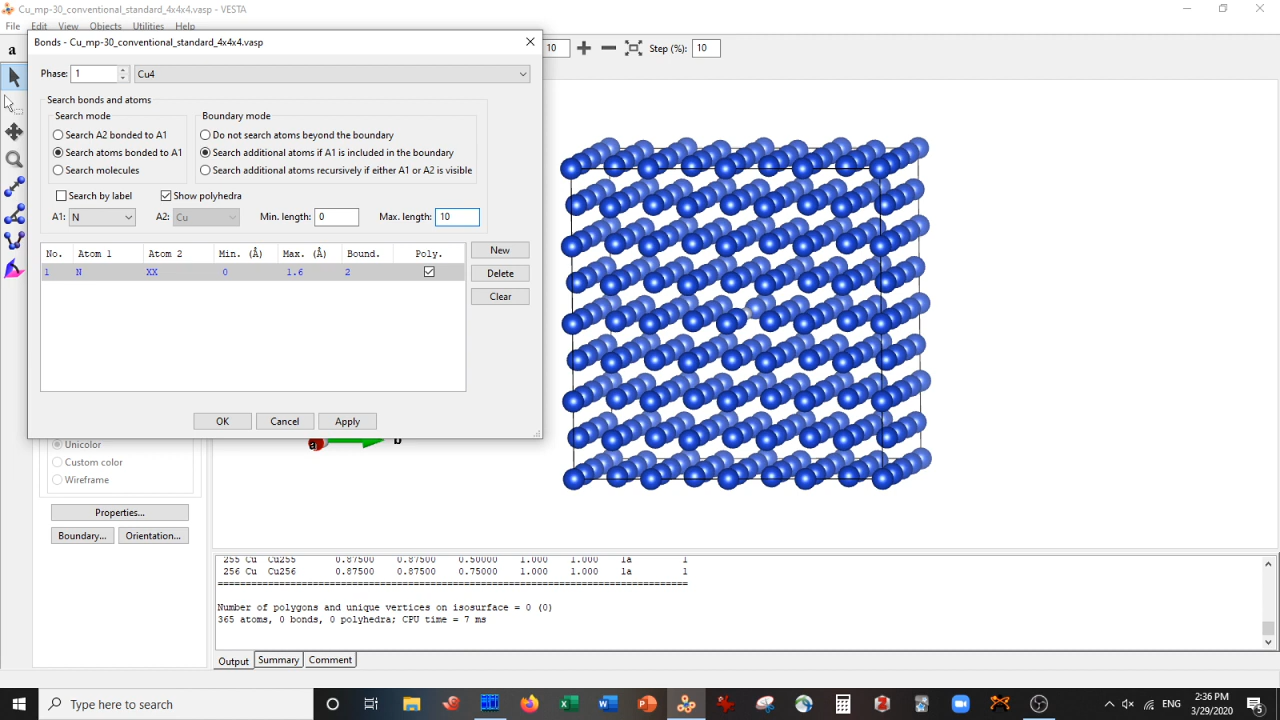 Cu_mp-30_conventional_standard_4x4x4.vasp - VESTA
File Edit View Objects Utilities Help
Bonds - Cu_mp-30_conventional_standard_4x4x4.vasp
a
10 Step (%): 10
Phase: 1 Cu4
Search bonds and atoms
Search mode Boundary mode
Search A2 bonded to A1 Do not search atoms beyond the boundary
Search atoms bonded to A1 Search additional atoms if A1 is included in the boundary
Search molecules Search additional atoms recursively if either A1 or A2 is visible
Search by label Show polyhedra
A1: N A2: Cu Min. length: 0 Max. length: 10
No. Atom 1 Atom 2 Min. (Å) Max. (Å) Bound. Poly. New
1 N XX 0 1.6 2 Delete
Clear
OK Cancel Apply
a b
Unicolor
Custom color
Wireframe
Properties...
Boundary... Orientation...
255 Cu Cu255 0.87500 0.87500 0.50000 1.000 1.000 1a 1
256 Cu Cu256 0.87500 0.87500 0.75000 1.000 1.000 1a 1
Number of polygons and unique vertices on isosurface = 0 (0)
365 atoms, 0 bonds, 0 polyhedra; CPU time = 7 ms
Output Summary Comment
Type here to search
ENG
2:36 PM
3/29/2020
5